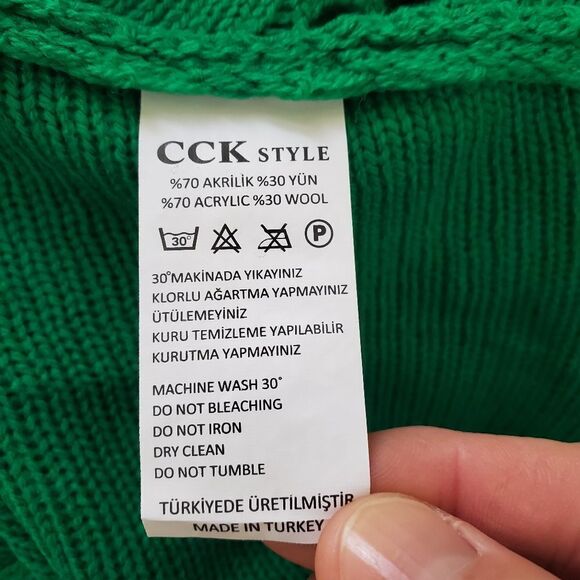 CCK STYLE
%70 AKRİLİK %30 YÜN
%70 ACRYLIC %30 WOOL
30° P
30°MAKİNADA YIKAYINIZ
KLORLU AĞARTMA YAPMAYINIZ
ÜTÜLEMEYİNİZ
KURU TEMİZLEME YAPILABİLİR
KURUTMA YAPMAYINIZ
MACHINE WASH 30°
DO NOT BLEACHING
DO NOT IRON
DRY CLEAN
DO NOT TUMBLE
TÜRKİYEDE ÜRETİLMİŞTİR
MADE IN TURKEY